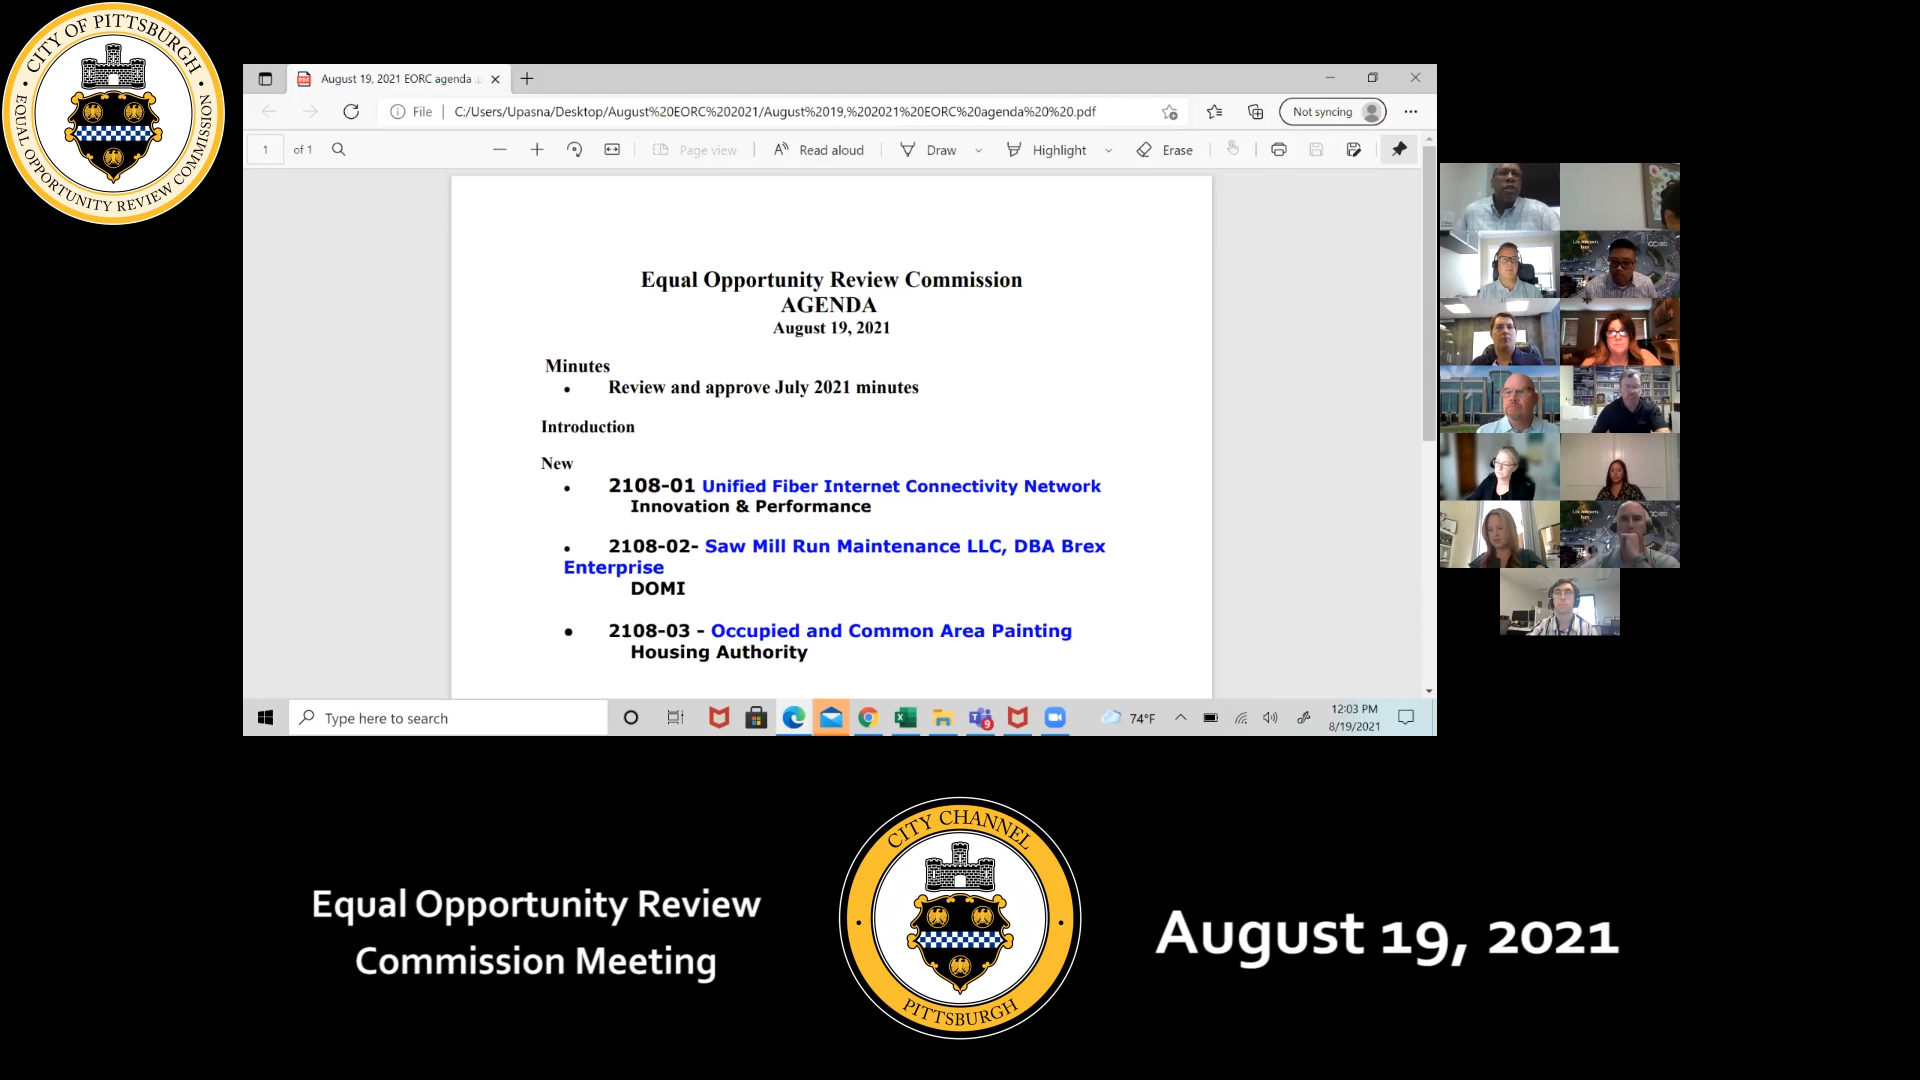 CITY OF PITTSBURGH
EQUAL OPPORTUNITY REVIEW COMMISSION
August 19, 2021 EORC agenda .p
File
C:/Users/Upasna/Desktop/August%20EORC%202021/August%2019,%202021%20EORC%20agenda%20%20.pdf
Not syncing
1 of 1
Page view
Read aloud
Draw
Highlight
Erase
Equal Opportunity Review Commission
AGENDA
August 19, 2021
Minutes
• Review and approve July 2021 minutes
Introduction
New
• 2108-01 Unified Fiber Internet Connectivity Network
Innovation & Performance
• 2108-02- Saw Mill Run Maintenance LLC, DBA Brex
Enterprise
DOMI
• 2108-03 - Occupied and Common Area Painting
Housing Authority
Type here to search
9
74°F
12:03 PM
8/19/2021
Equal Opportunity Review
Commission Meeting
CITY CHANNEL
PITTSBURGH
August 19, 2021